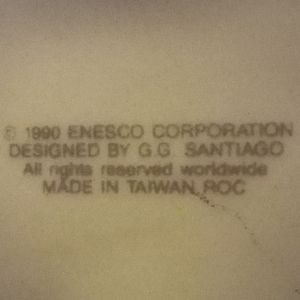 © 1990 ENESCO CORPORATION
DESIGNED BY G.G. SANTIAGO
All rights reserved worldwide
MADE IN TAIWAN, ROC